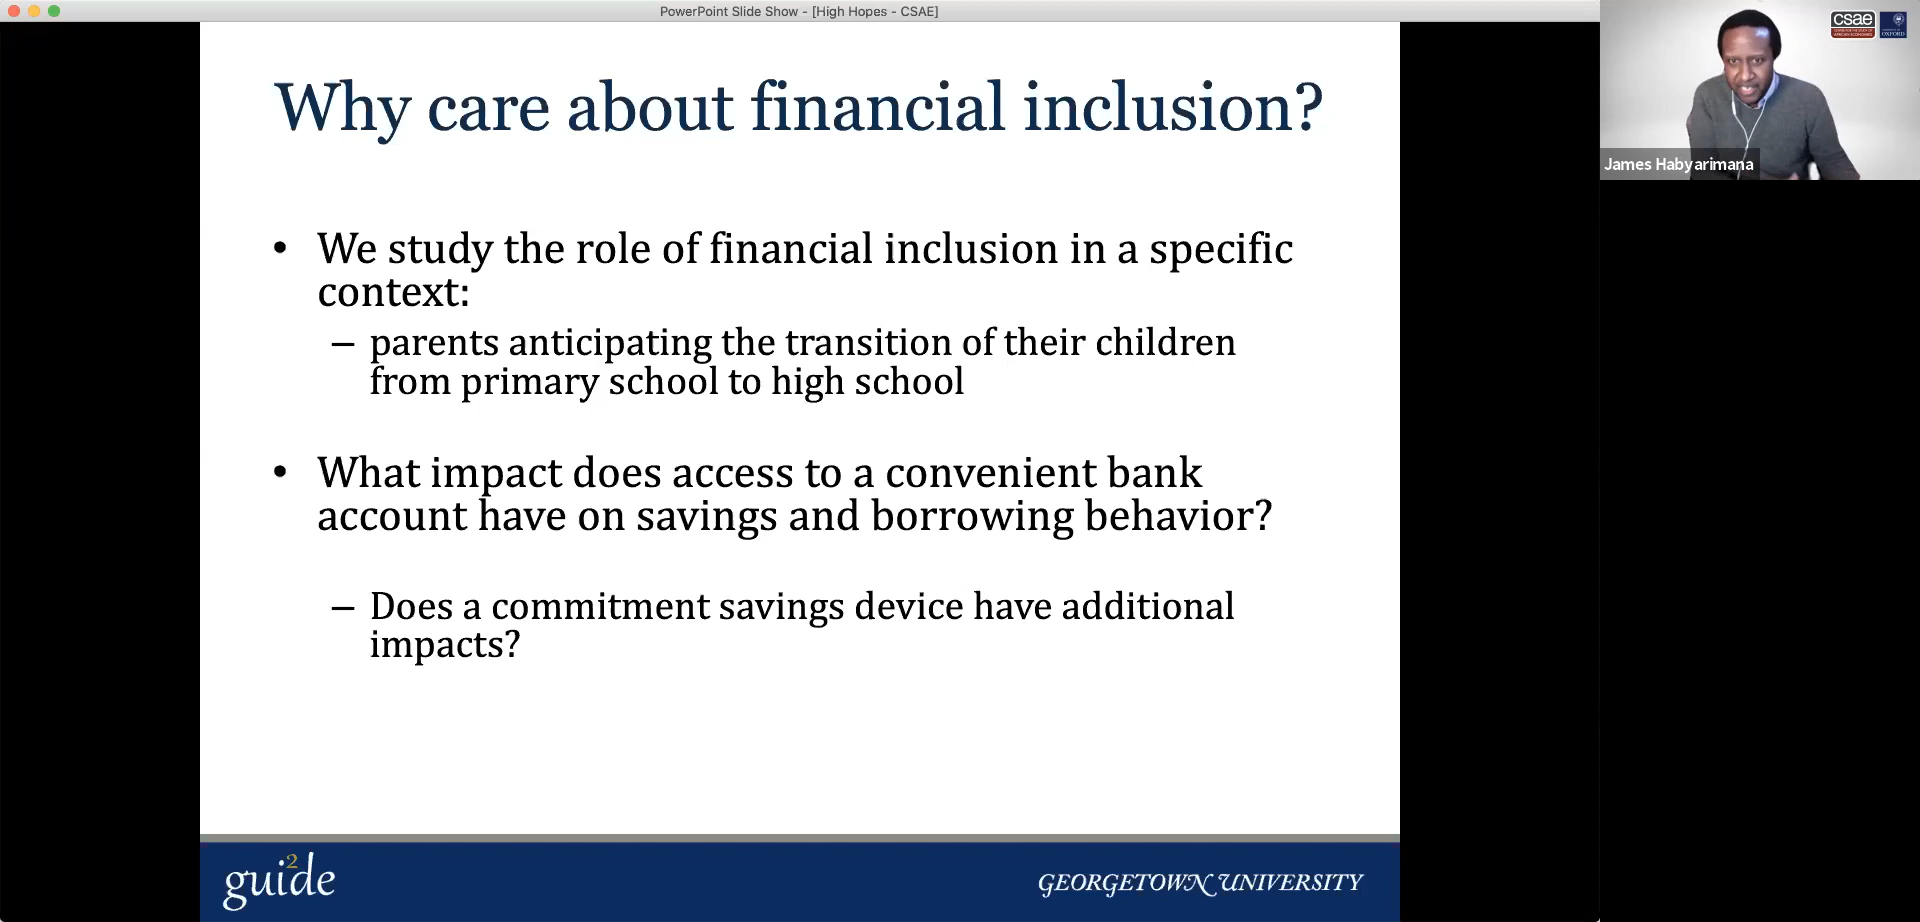 PowerPoint Slide Show - [High Hopes - CSAE]
Why care about financial inclusion?
• We study the role of financial inclusion in a specific
context:
– parents anticipating the transition of their children
from primary school to high school
• What impact does access to a convenient bank
account have on savings and borrowing behavior?
– Does a commitment savings device have additional
impacts?
gui2de
GEORGETOWN UNIVERSITY
csae
OXFORD
James Habyarimana